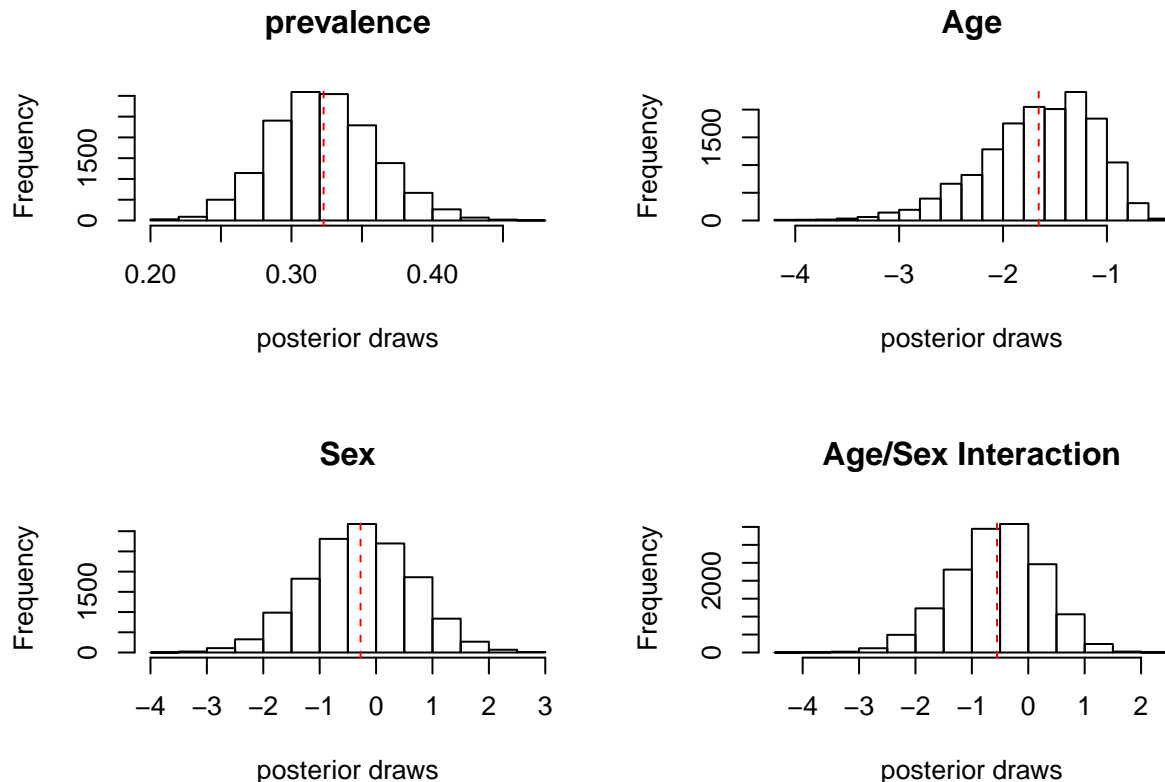 prevalence
Frequency
1500
0
0.20 0.30 0.40
posterior draws
Age
Frequency
1500
0
−4 −3 −2 −1
posterior draws
Sex
Frequency
1500
0
−4 −3 −2 −1 0 1 2 3
posterior draws
Age/Sex Interaction
Frequency
2000
0
−4 −3 −2 −1 0 1 2
posterior draws